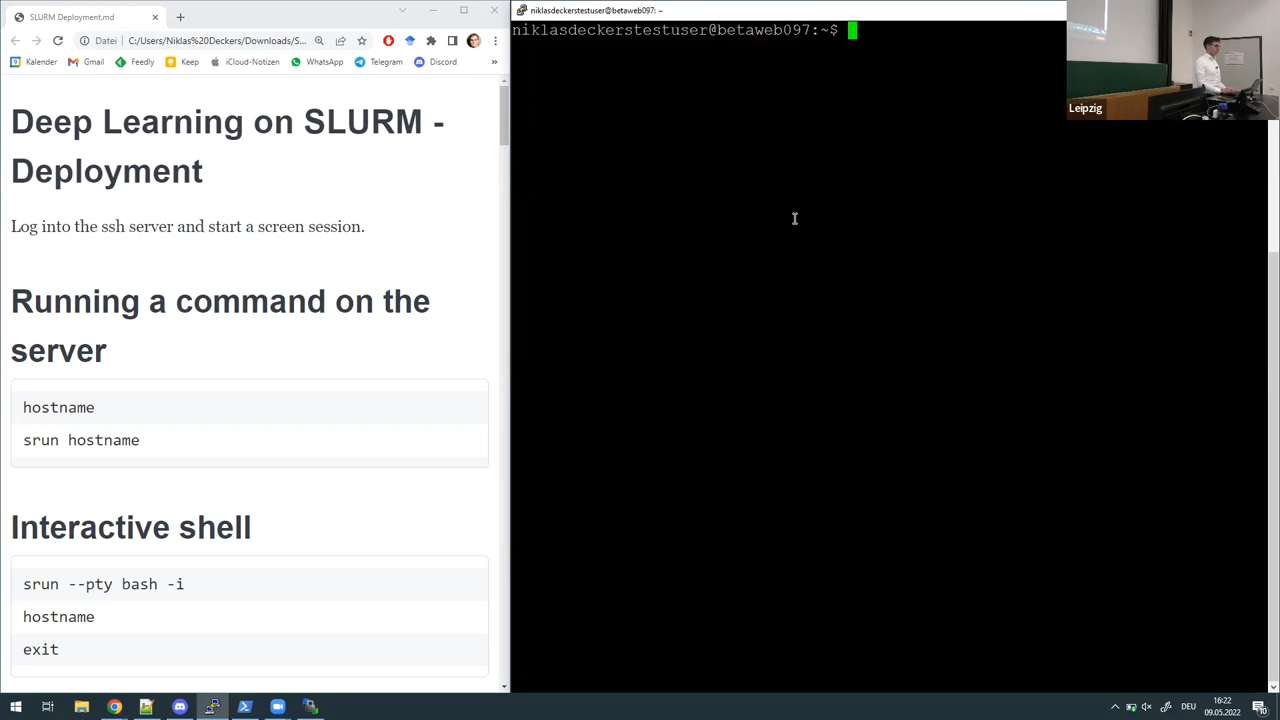 SLURM Deployment.md
Datei
/Users/Niklas%20Deckers/Downloads/S...
Kalender
Gmail
Feedly
Keep
iCloud-Notizen
WhatsApp
Telegram
Discord
»
Deep Learning on SLURM -
Deployment
Log into the ssh server and start a screen session.
Running a command on the
server
hostname
srun hostname
Interactive shell
srun --pty bash -i
hostname
exit
niklasdeckerstestuser@betaweb097: ~
niklasdeckerstestuser@betaweb097:~$
Leipzig
DEU
16:22
09.05.2022
10